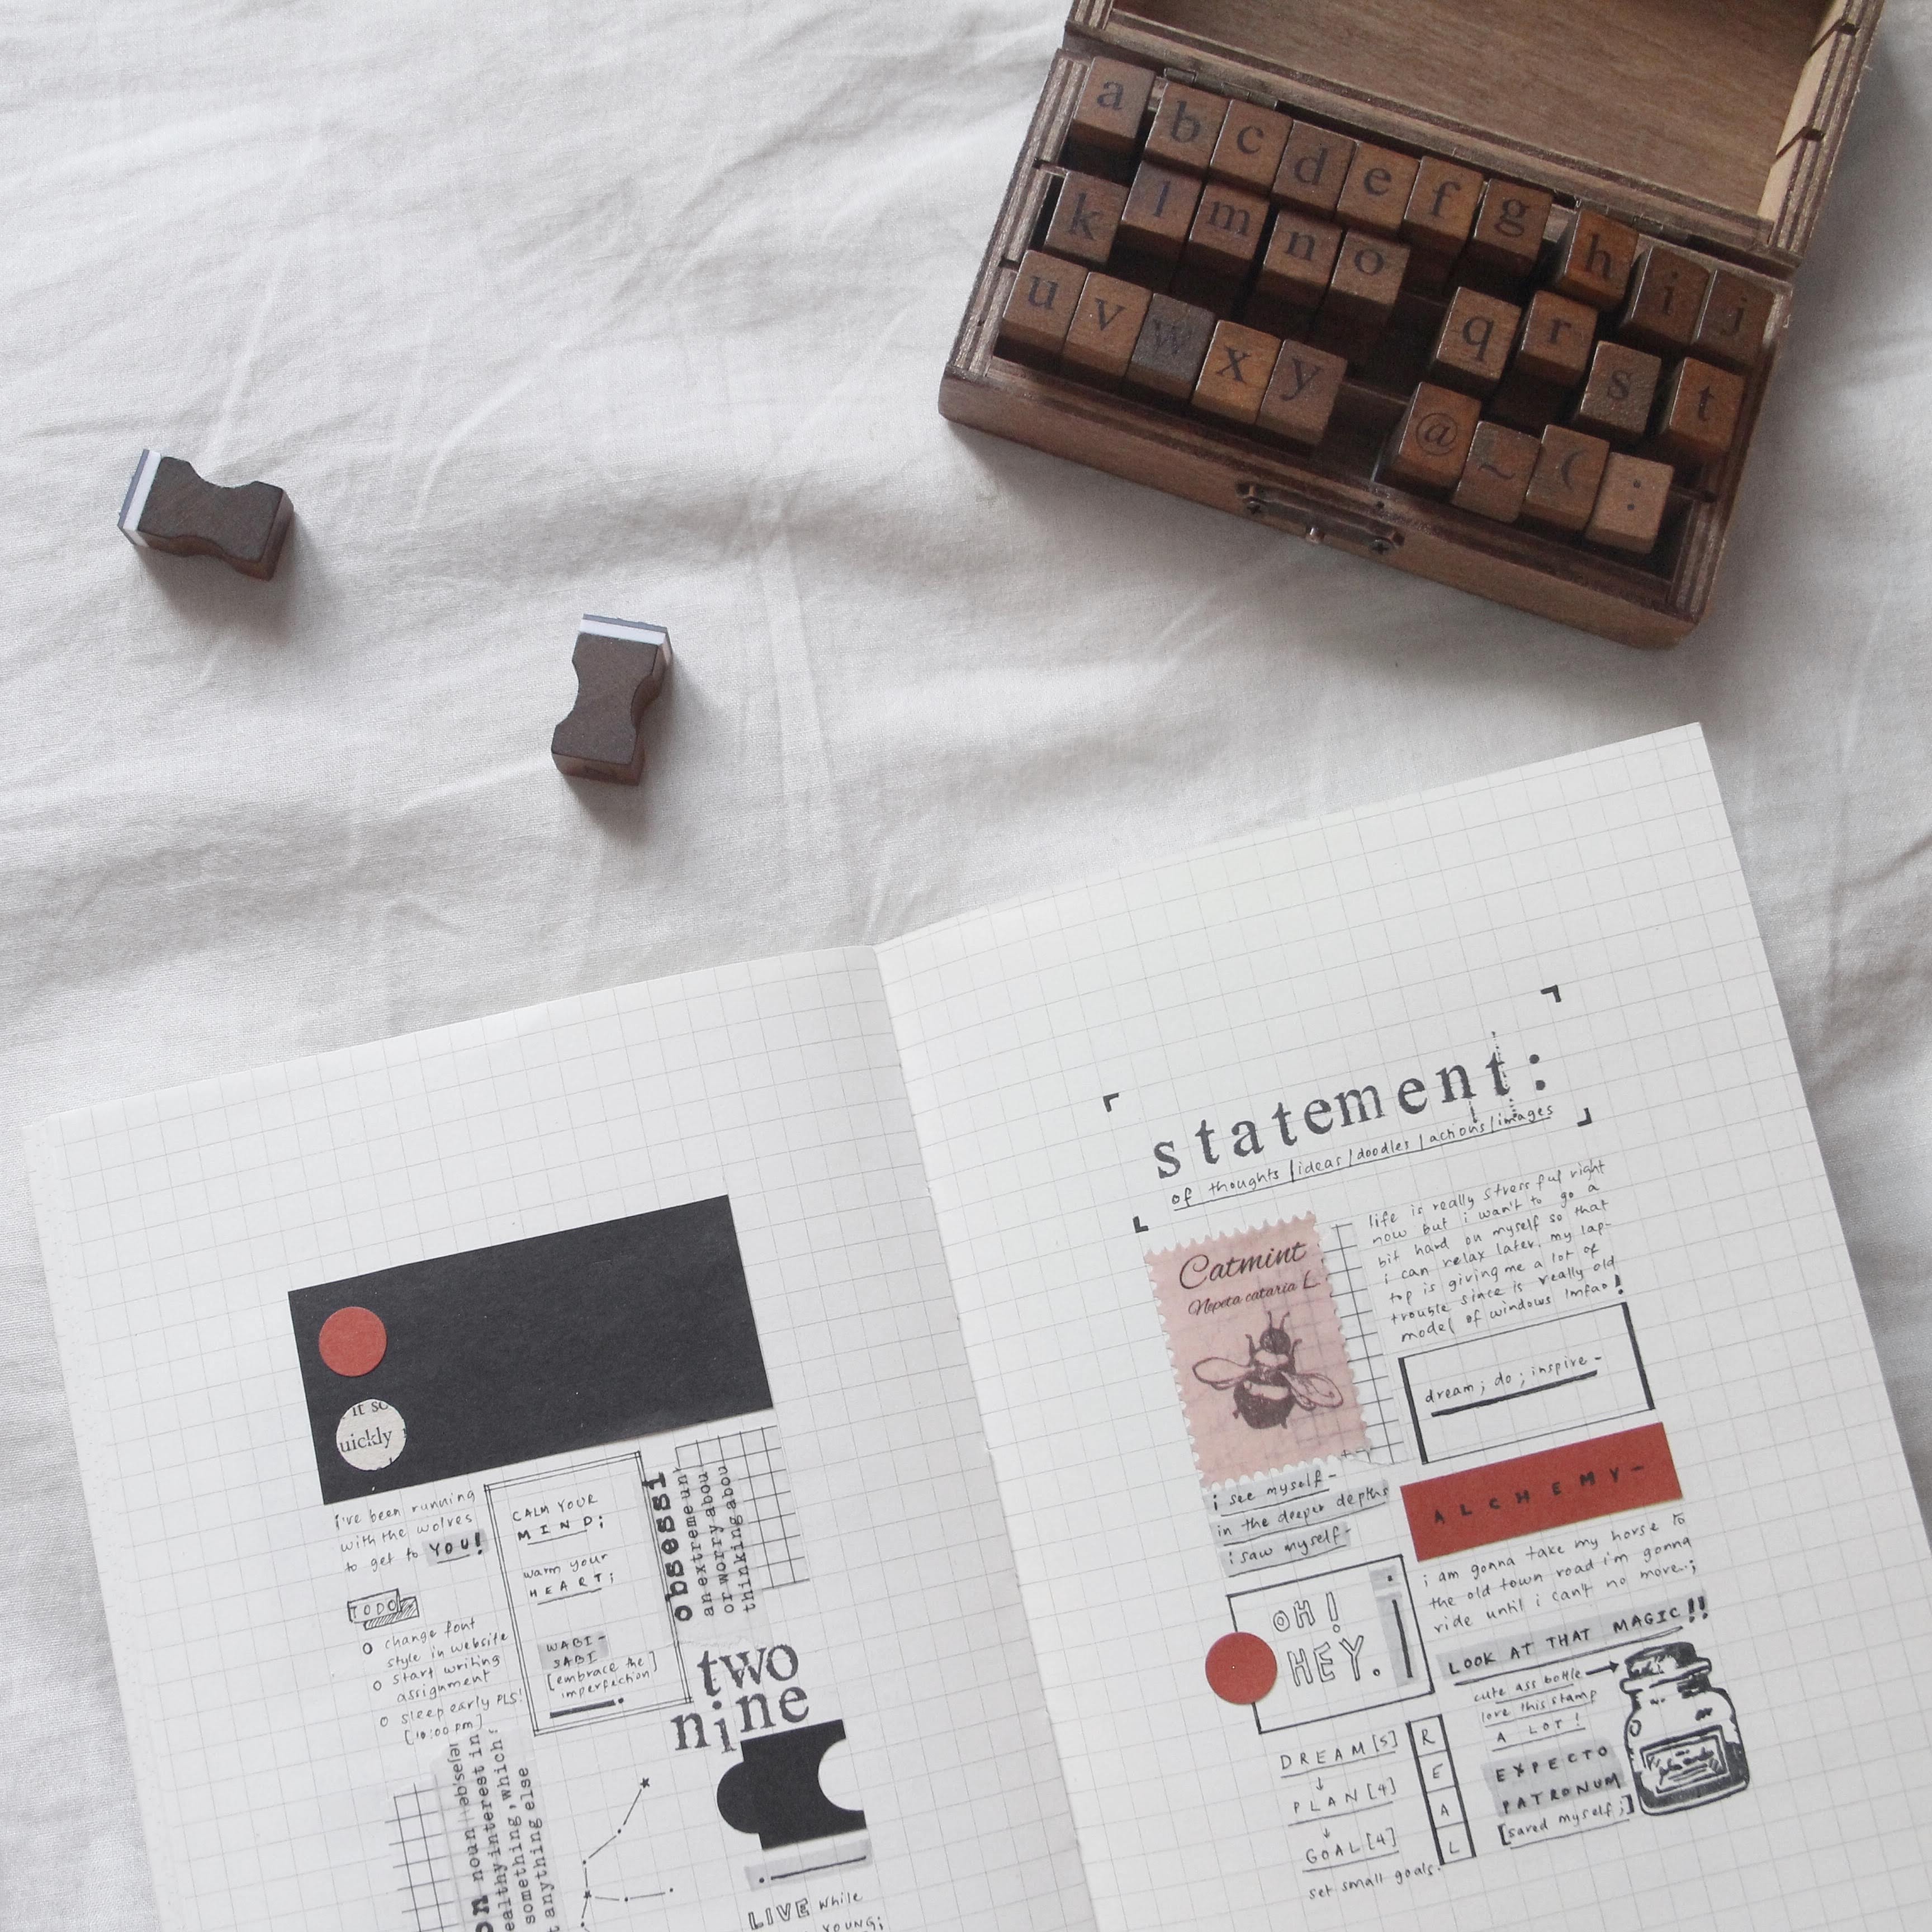 a b c d e f g h i j
k l m n o q r s t
u v w x y @ ~ ( :
it so
uickly
i've been running
with the wolves
to get to YOU!
TODO
change font
style in website
start writing
assignment
sleep early PLS!
[10:00 pm]
CALM YOUR
MIND;
warm your
HEART;
WABI-
SABI
[embrace the
imperfection]
obsessi
an extreme un
or worry abou
thinking abou
two
nine
on noun
ealthy interest in
something, which
t anything else
LIVE while
YOUNG;
statement:
of thoughts/ideas/doodles/actions/images
Catmint
Nepeta cataria L.
life is really stressful right
now but i wan't to go a
bit hard on myself so that
i can relax later. my lap-
top is giving me a lot of
trouble since is really old
model of windows lmfao!
dream; do; inspire-
ALCHEMY-
i see myself-
in the deeper depths
i saw myself-
i am gonna take my horse to
the old town road i'm gonna
ride until i can't no more..;
OH!
HEY.
LOOK AT THAT MAGIC!!
cute ass bottle
love this stamp
A LOT!
EXPECTO
PATRONUM
[saved myself;]
DREAM[5]
PLAN[4]
GOAL[4]
set small goals.
R
E
A
L